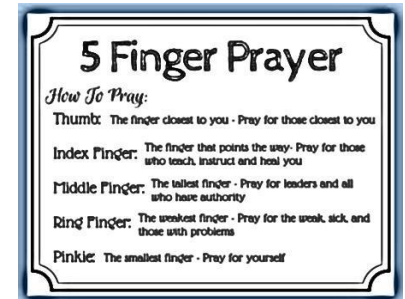 5 Finger Prayer
How To Pray:
Thumb: The finger closest to you - Pray for those closest to you
Index Finger: The finger that points the way- Pray for those
who teach, instruct and heal you
Middle Finger: The tallest finger - Pray for leaders and all
who have authority
Ring Finger: The weakest finger - Pray for the weak, sick, and
those with problems
Pinkie: The smallest finger - Pray for yourself